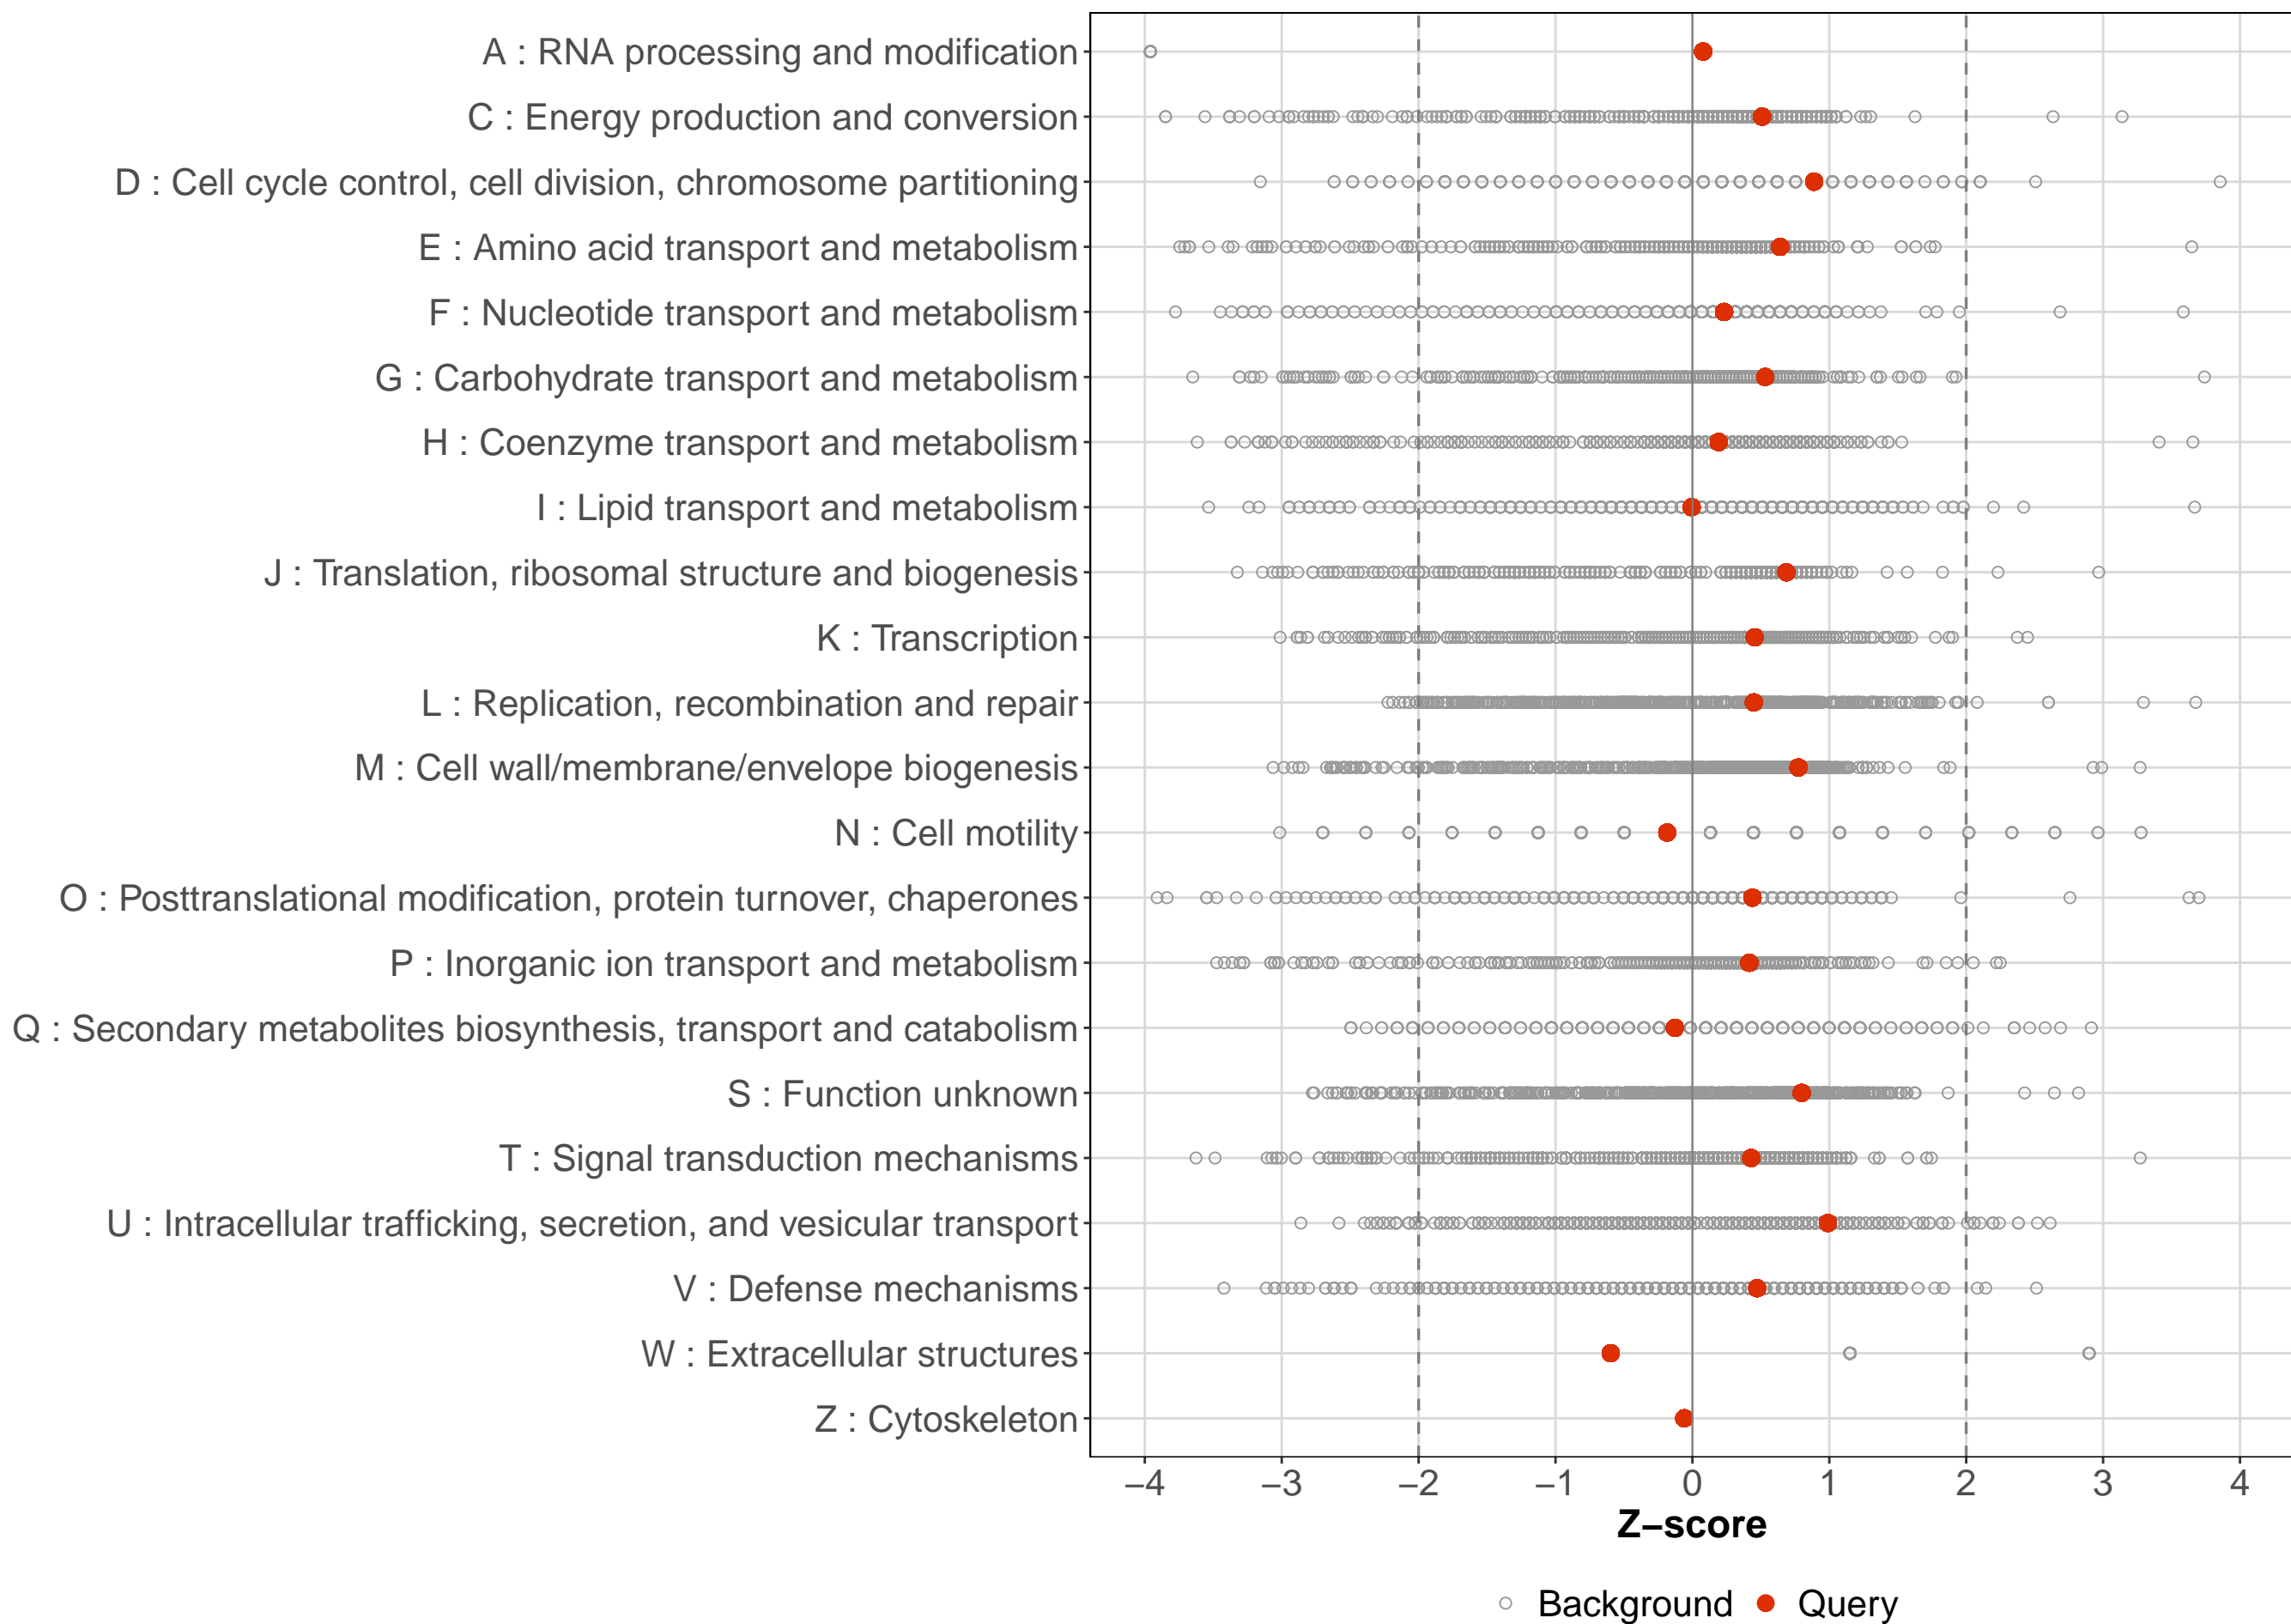 A : RNA processing and modification
C : Energy production and conversion
D : Cell cycle control, cell division, chromosome partitioning
E : Amino acid transport and metabolism
F : Nucleotide transport and metabolism
G : Carbohydrate transport and metabolism
H : Coenzyme transport and metabolism
I : Lipid transport and metabolism
J : Translation, ribosomal structure and biogenesis
K : Transcription
L : Replication, recombination and repair
M : Cell wall/membrane/envelope biogenesis
N : Cell motility
O : Posttranslational modification, protein turnover, chaperones
P : Inorganic ion transport and metabolism
Q : Secondary metabolites biosynthesis, transport and catabolism
S : Function unknown
T : Signal transduction mechanisms
U : Intracellular trafficking, secretion, and vesicular transport
V : Defense mechanisms
W : Extracellular structures
Z : Cytoskeleton
−4 −3 −2 −1 0 1 2 3 4
Z−score
Background Query